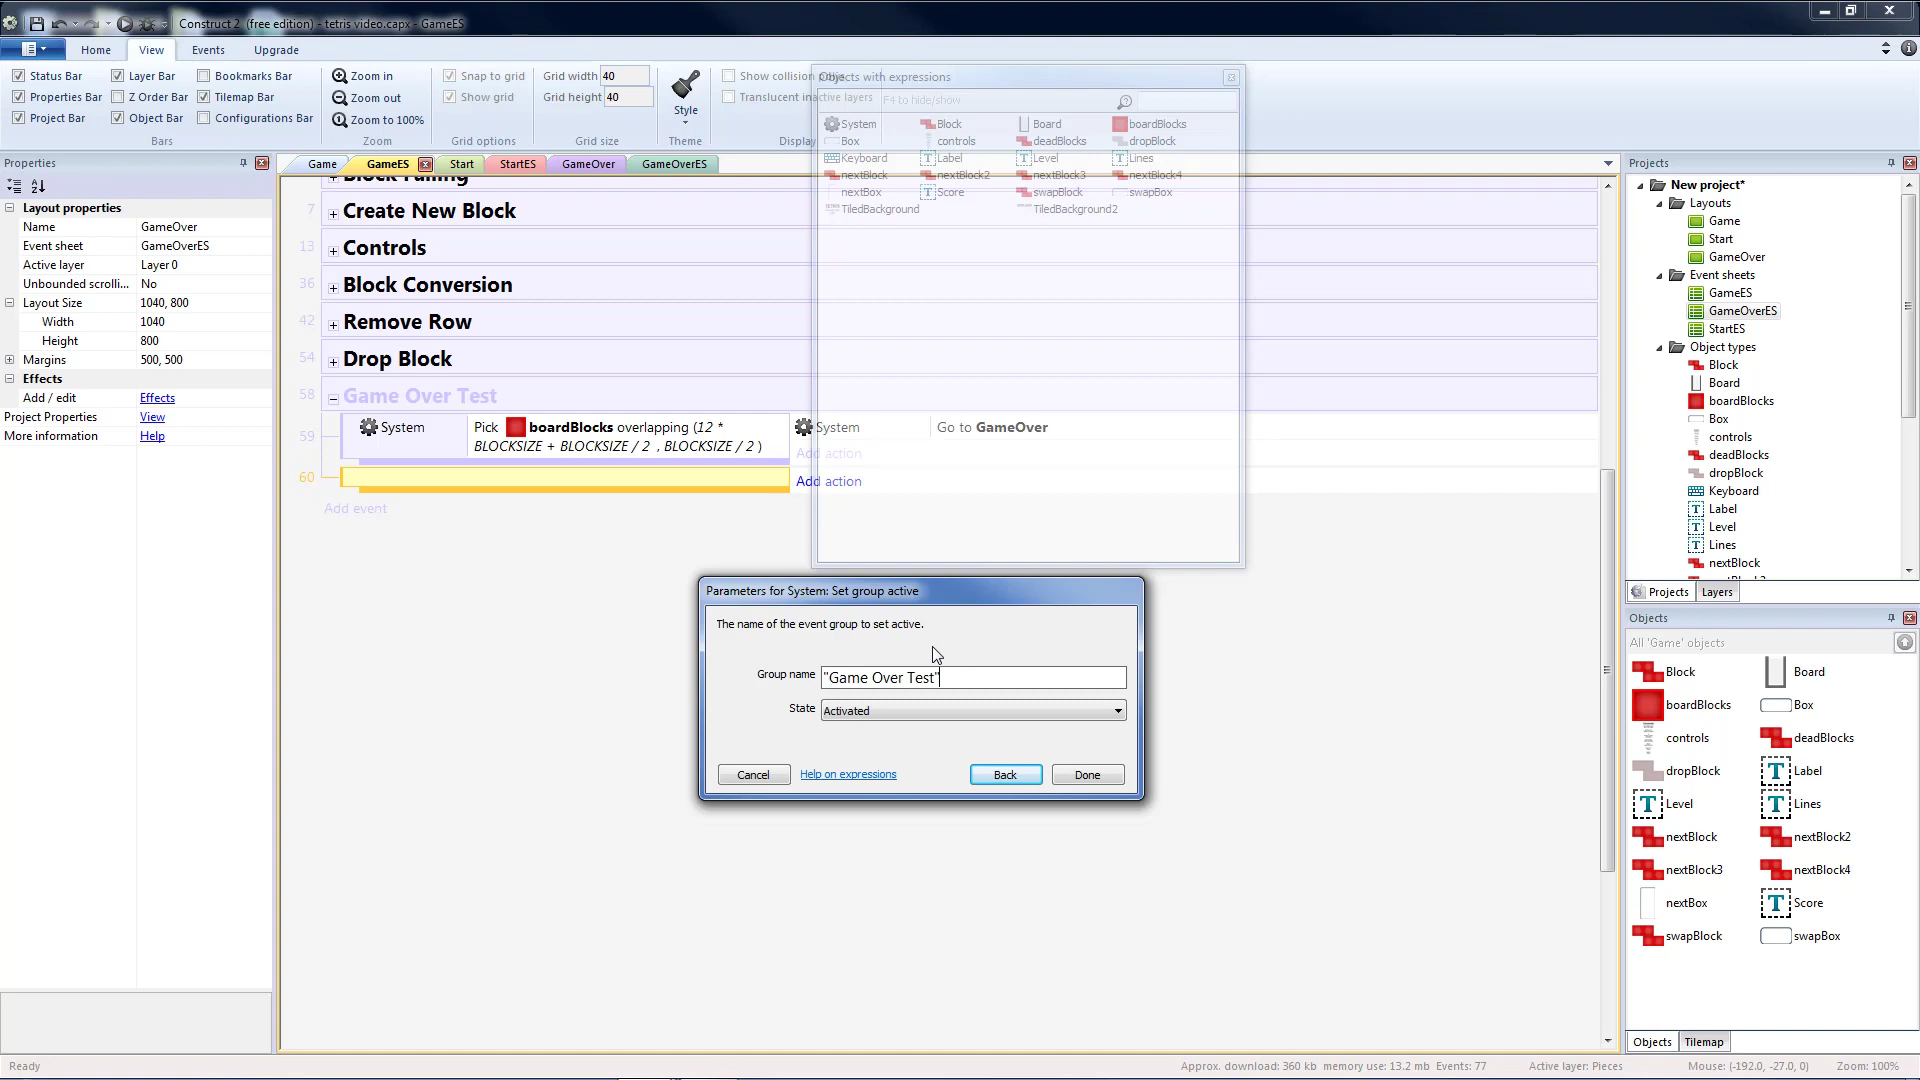 Construct 2 (free edition) - tetris video.capx - GameES
Home View Events Upgrade
Status Bar Layer Bar Bookmarks Bar
Properties Bar Z Order Bar Tilemap Bar
Project Bar Object Bar Configurations Bar
Bars
Zoom in
Zoom out
Zoom to 100%
Zoom
Snap to grid
Show grid
Grid options
Grid width 40
Grid height 40
Grid size
Style
Theme
Show collision
Translucent inactive layers
Display
Objects with expressions
F4 to hide/show
System Block Board boardBlocks
Box controls deadBlocks dropBlock
Keyboard Label Level Lines
nextBlock nextBlock2 nextBlock3 nextBlock4
nextBox Score swapBlock swapBox
TiledBackground TiledBackground2
Properties
Layout properties
Name GameOver
Event sheet GameOverES
Active layer Layer 0
Unbounded scrolli... No
Layout Size 1040, 800
Width 1040
Height 800
Margins 500, 500
Effects
Add / edit Effects
Project Properties View
More information Help
Game GameES Start StartES GameOver GameOverES
Block Falling
7 Create New Block
13 Controls
36 Block Conversion
42 Remove Row
54 Drop Block
58 Game Over Test
59 System Pick boardBlocks overlapping (12 *
BLOCKSIZE + BLOCKSIZE / 2 , BLOCKSIZE / 2 )
System Go to GameOver
Add action
60 Add action
Add event
Parameters for System: Set group active
The name of the event group to set active.
Group name "Game Over Test"
State Activated
Cancel Help on expressions Back Done
Projects
New project*
Layouts
Game
Start
GameOver
Event sheets
GameES
GameOverES
StartES
Object types
Block
Board
boardBlocks
Box
controls
deadBlocks
dropBlock
Keyboard
Label
Level
Lines
nextBlock
Projects Layers
Objects
All 'Game' objects
Block Board
boardBlocks Box
controls deadBlocks
dropBlock Label
Level Lines
nextBlock nextBlock2
nextBlock3 nextBlock4
nextBox Score
swapBlock swapBox
Objects Tilemap
Ready
Approx. download: 360 kb memory use: 13.2 mb Events: 77 Active layer: Pieces Mouse: (-192.0, -27.0, 0) Zoom: 100%